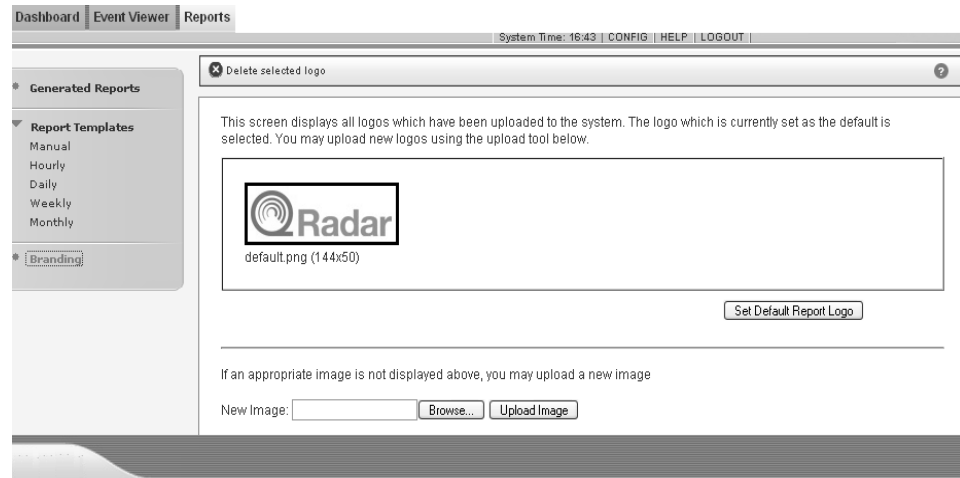 Dashboard Event Viewer Reports
System Time: 16:43 | CONFIG | HELP | LOGOUT |
Delete selected logo ?
Generated Reports
Report Templates
Manual
Hourly
Daily
Weekly
Monthly
Branding
This screen displays all logos which have been uploaded to the system. The logo which is currently set as the default is
selected. You may upload new logos using the upload tool below.
QRadar
default.png (144x50)
Set Default Report Logo
If an appropriate image is not displayed above, you may upload a new image
New Image: Browse... Upload Image